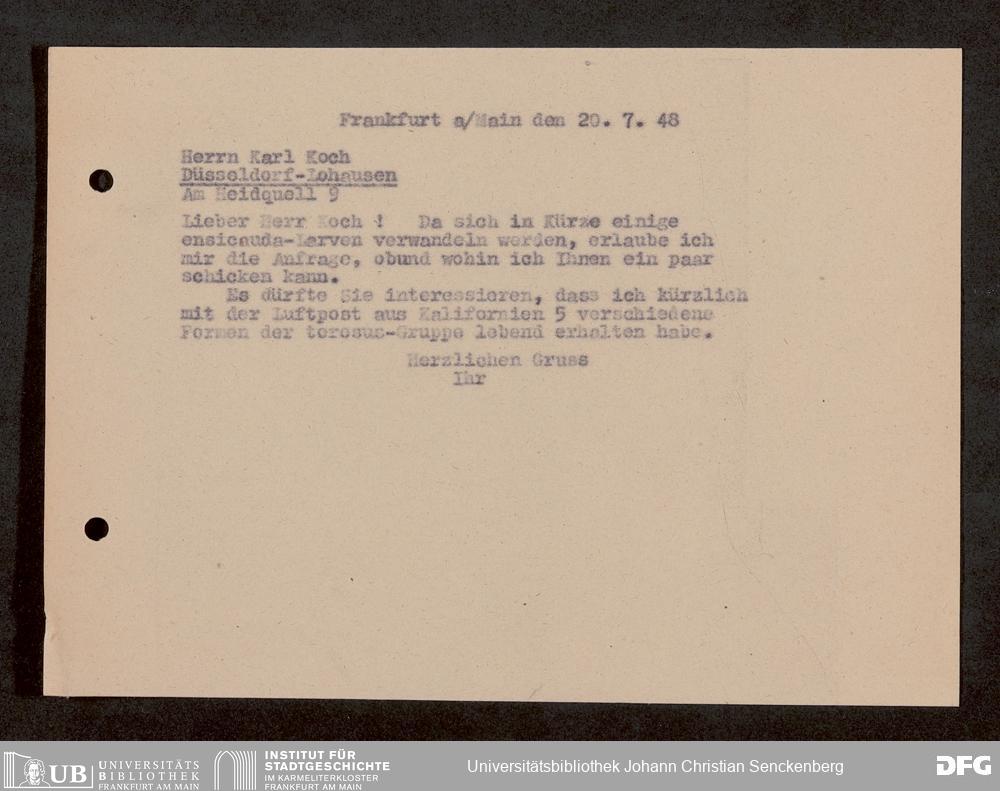 Frankfurt a/Main den 20. 7. 48
Herrn Karl Koch
Düsseldorf-Lohausen
Am Heidquell 9
Lieber Herr Koch ! Da sich in Kürze einige
ensicauda-Larven verwandeln werden, erlaube ich
mir die Anfrage, obund wohin ich Ihnen ein paar
schicken kann.
Es dürfte Sie interessieren, dass ich kürzlich
mit der Luftpost aus Kalifornien 5 verschiedene
Formen der torosus-Gruppe lebend erhalten habe.
Herzlichen Gruss
Ihr
UB UNIVERSITÄTS
BIBLIOTHEK
FRANKFURT AM MAIN
INSTITUT FÜR
STADTGESCHICHTE
IM KARMELITERKLOSTER
FRANKFURT AM MAIN
Universitätsbibliothek Johann Christian Senckenberg
DFG